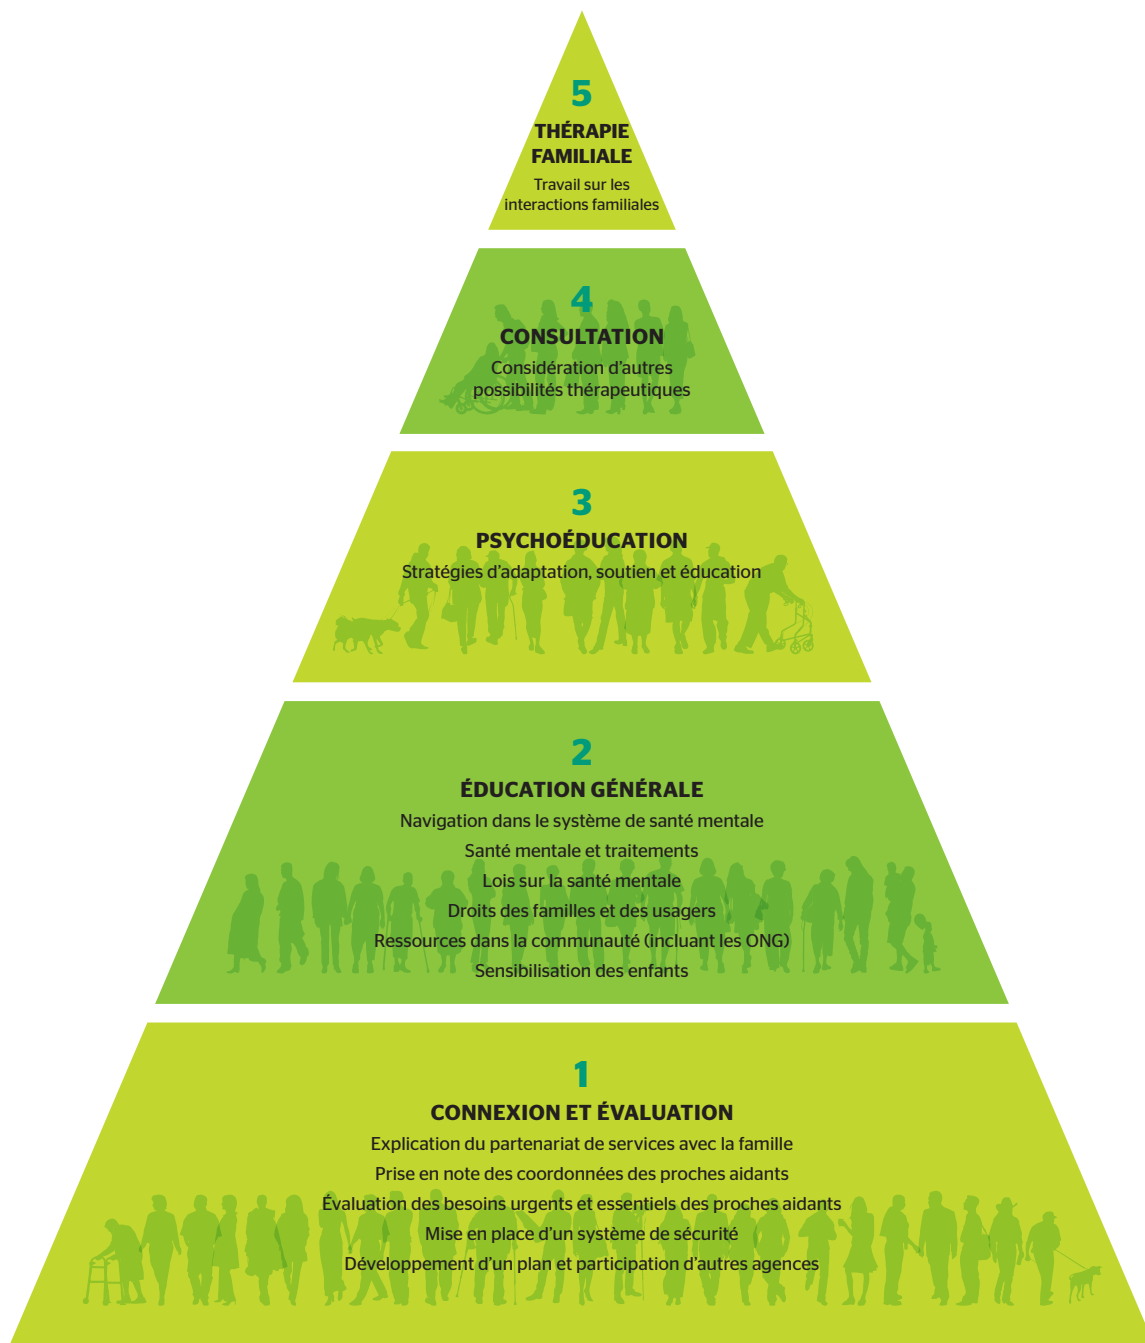 5
THÉRAPIE
FAMILIALE
Travail sur les
interactions familiales
4
CONSULTATION
Considération d'autres
possibilités thérapeutiques
3
PSYCHOÉDUCATION
Stratégies d'adaptation, soutien et éducation
2
ÉDUCATION GÉNÉRALE
Navigation dans le système de santé mentale
Santé mentale et traitements
Lois sur la santé mentale
Droits des familles et des usagers
Ressources dans la communauté (incluant les ONG)
Sensibilisation des enfants
1
CONNEXION ET ÉVALUATION
Explication du partenariat de services avec la famille
Prise en note des coordonnées des proches aidants
Évaluation des besoins urgents et essentiels des proches aidants
Mise en place d'un système de sécurité
Développement d'un plan et participation d'autres agences